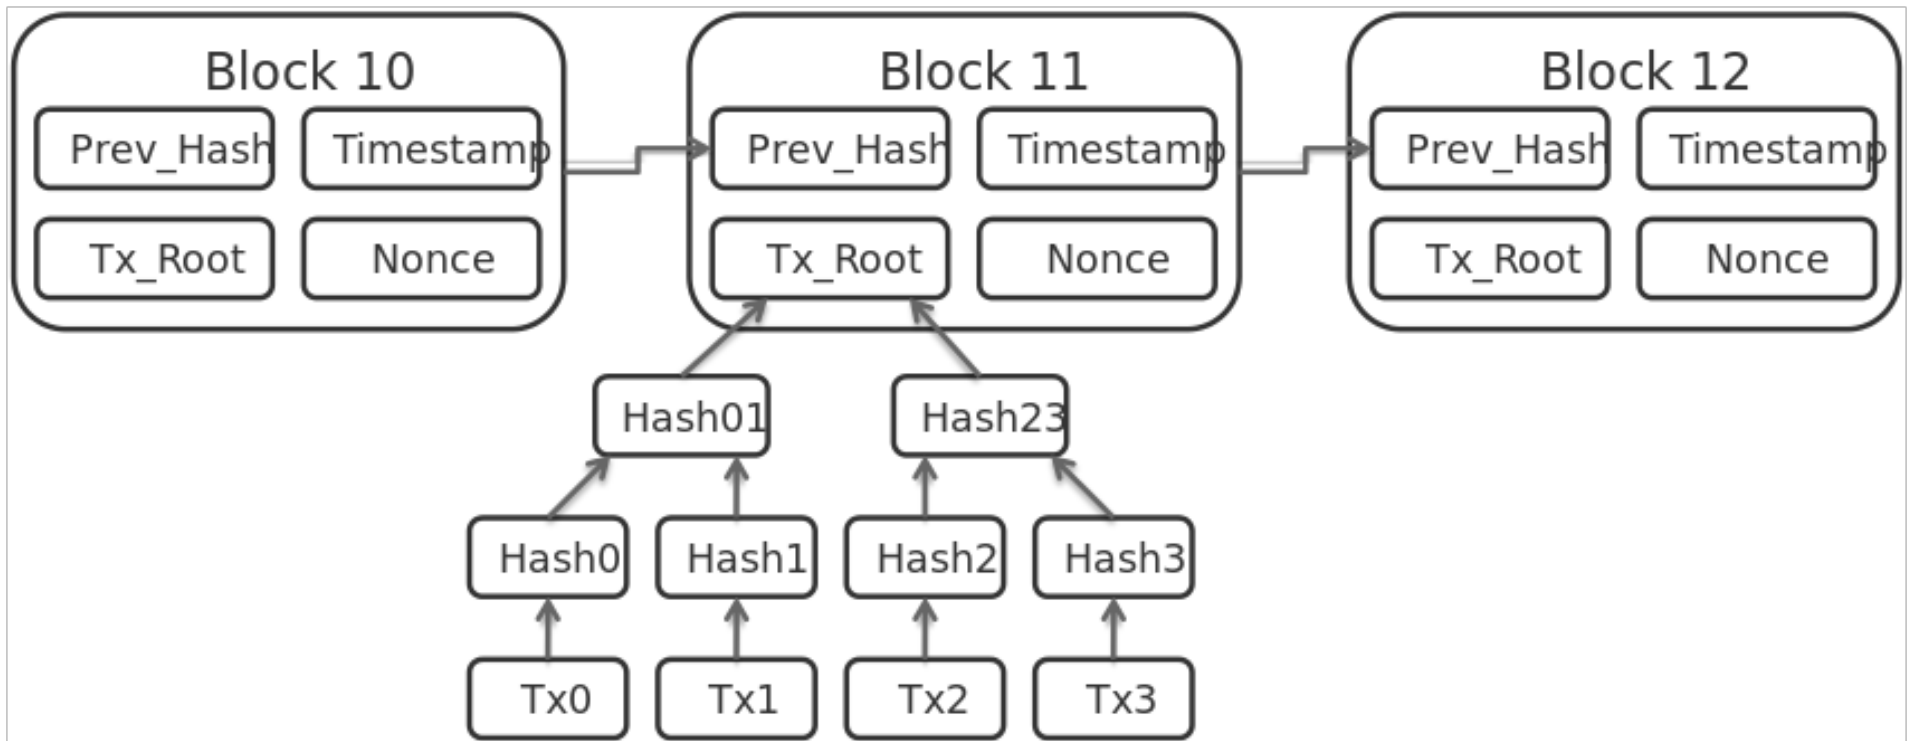 Block 10
Block 11
Block 12
Prev_Hash
Timestamp
Prev_Hash
Timestamp
Prev_Hash
Timestamp
Tx_Root
Nonce
Tx_Root
Nonce
Tx_Root
Nonce
Hash01
Hash23
Hash0
Hash1
Hash2
Hash3
Tx0
Tx1
Tx2
Tx3